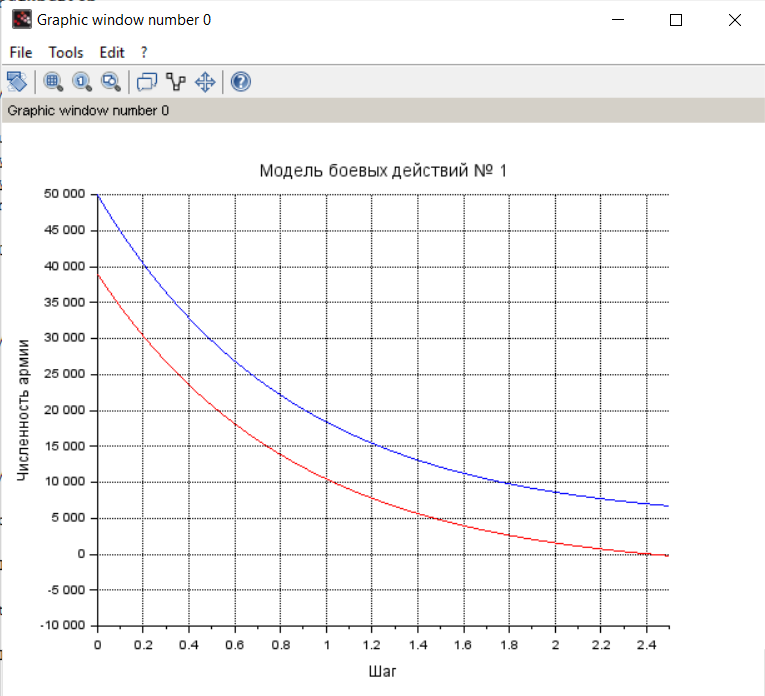 Graphic window number 0
File Tools Edit ?
Graphic window number 0
Модель боевых действий № 1
50 000
45 000
40 000
35 000
30 000
25 000
20 000
15 000
10 000
5 000
0
-5 000
-10 000
Численность армии
0 0.2 0.4 0.6 0.8 1 1.2 1.4 1.6 1.8 2 2.2 2.4
Шаг